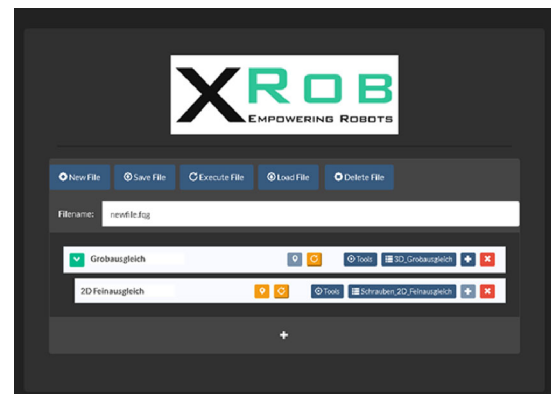 XROB
EMPOWERING ROBOTS
New File Save File Execute File Load File Delete File
Filename: newfile.fqg
Grobausgleich Tools 3D_Grobausgleich
2D Feinausgleich Tools Schrauben_2D_Feinausgleich